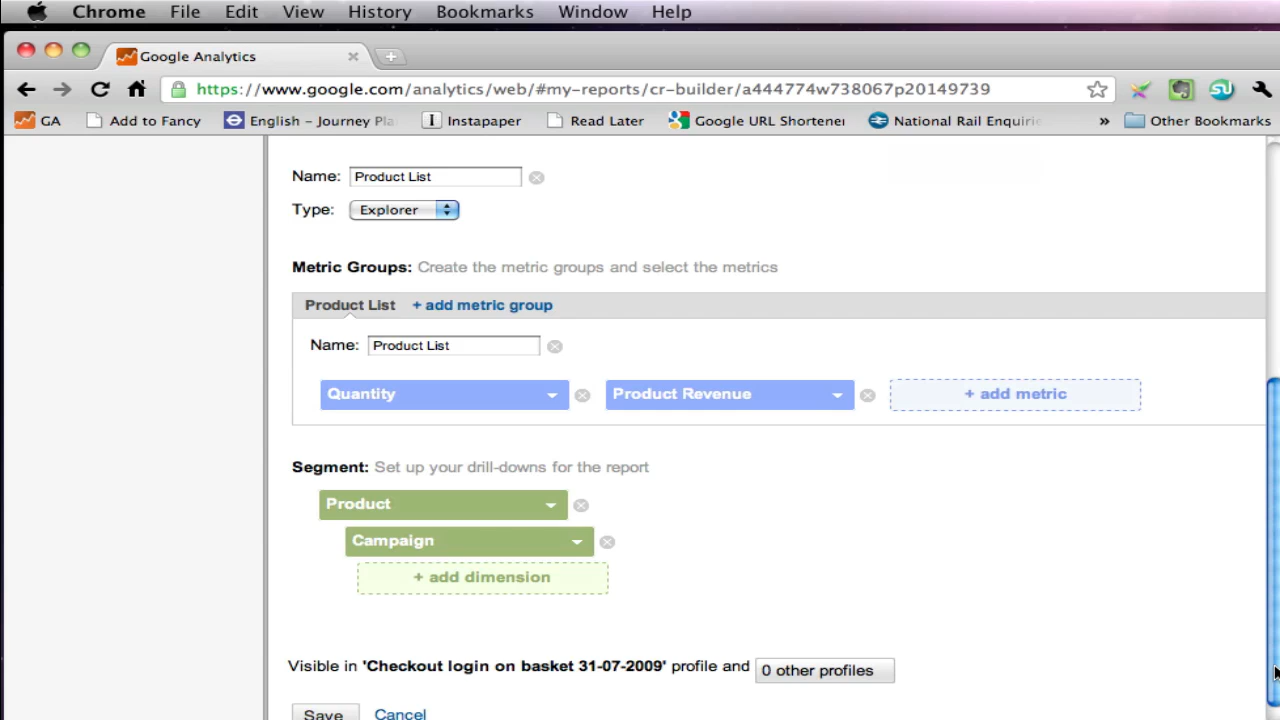 Chrome File Edit View History Bookmarks Window Help
Google Analytics
https://www.google.com/analytics/web/#my-reports/cr-builder/a444774w738067p20149739
GA Add to Fancy English – Journey Pla Instapaper Read Later Google URL Shortener National Rail Enquirie » Other Bookmarks
Name: Product List
Type: Explorer
Metric Groups: Create the metric groups and select the metrics
Product List + add metric group
Name: Product List
Quantity Product Revenue + add metric
Segment: Set up your drill-downs for the report
Product
Campaign
+ add dimension
Visible in 'Checkout login on basket 31-07-2009' profile and 0 other profiles
Save Cancel